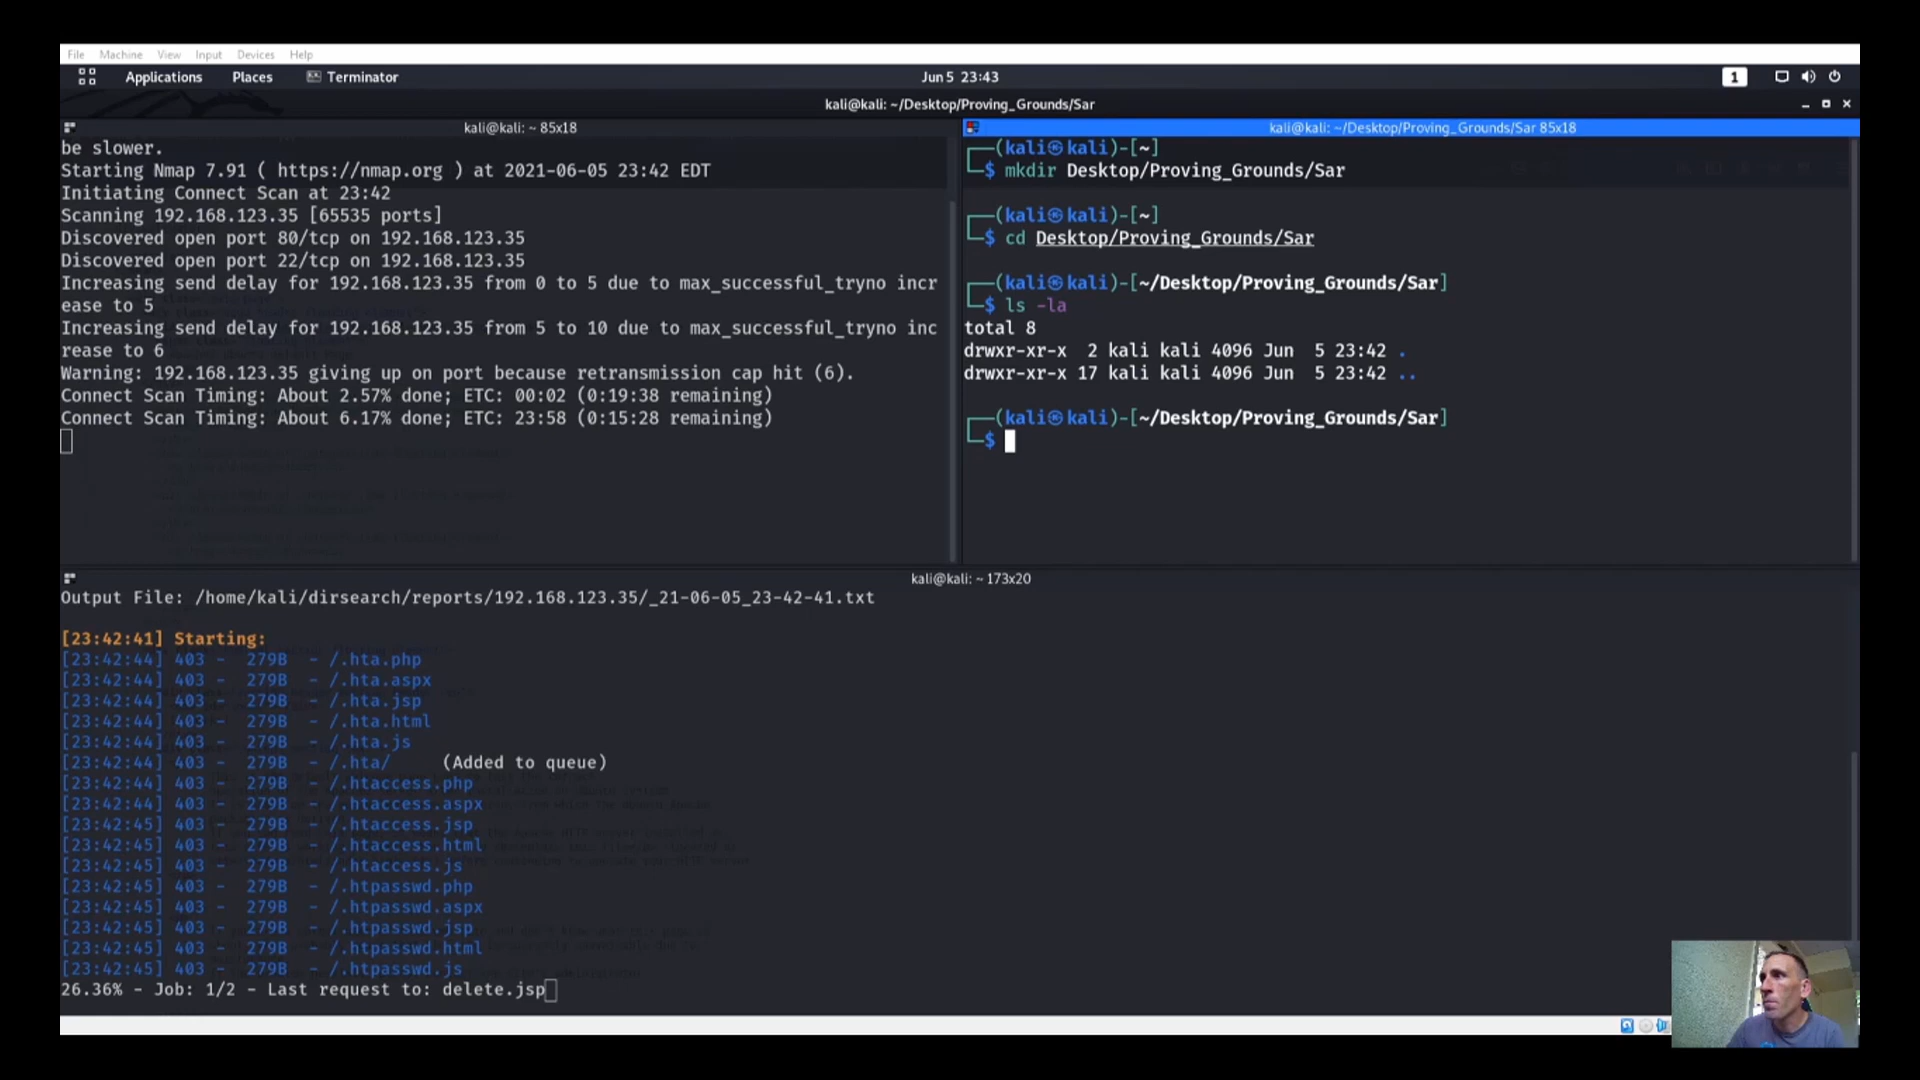 File Machine View Input Devices Help
Applications Places Terminator Jun 5 23:43 1
kali@kali: ~/Desktop/Proving_Grounds/Sar
kali@kali: ~ 85x18
be slower.
Starting Nmap 7.91 ( https://nmap.org ) at 2021-06-05 23:42 EDT
Initiating Connect Scan at 23:42
Scanning 192.168.123.35 [65535 ports]
Discovered open port 80/tcp on 192.168.123.35
Discovered open port 22/tcp on 192.168.123.35
Increasing send delay for 192.168.123.35 from 0 to 5 due to max_successful_tryno incr
ease to 5
Increasing send delay for 192.168.123.35 from 5 to 10 due to max_successful_tryno inc
rease to 6
Warning: 192.168.123.35 giving up on port because retransmission cap hit (6).
Connect Scan Timing: About 2.57% done; ETC: 00:02 (0:19:38 remaining)
Connect Scan Timing: About 6.17% done; ETC: 23:58 (0:15:28 remaining)
kali@kali: ~/Desktop/Proving_Grounds/Sar 85x18
┌──(kali㉿kali)-[~]
└─$ mkdir Desktop/Proving_Grounds/Sar
┌──(kali㉿kali)-[~]
└─$ cd Desktop/Proving_Grounds/Sar
┌──(kali㉿kali)-[~/Desktop/Proving_Grounds/Sar]
└─$ ls -la
total 8
drwxr-xr-x  2 kali kali 4096 Jun  5 23:42 .
drwxr-xr-x 17 kali kali 4096 Jun  5 23:42 ..
┌──(kali㉿kali)-[~/Desktop/Proving_Grounds/Sar]
└─$
kali@kali: ~ 173x20
Output File: /home/kali/dirsearch/reports/192.168.123.35/_21-06-05_23-42-41.txt
[23:42:41] Starting:
[23:42:44] 403 -  279B  - /.hta.php
[23:42:44] 403 -  279B  - /.hta.aspx
[23:42:44] 403 -  279B  - /.hta.jsp
[23:42:44] 403 -  279B  - /.hta.html
[23:42:44] 403 -  279B  - /.hta.js
[23:42:44] 403 -  279B  - /.hta/     (Added to queue)
[23:42:44] 403 -  279B  - /.htaccess.php
[23:42:44] 403 -  279B  - /.htaccess.aspx
[23:42:45] 403 -  279B  - /.htaccess.jsp
[23:42:45] 403 -  279B  - /.htaccess.html
[23:42:45] 403 -  279B  - /.htaccess.js
[23:42:45] 403 -  279B  - /.htpasswd.php
[23:42:45] 403 -  279B  - /.htpasswd.aspx
[23:42:45] 403 -  279B  - /.htpasswd.jsp
[23:42:45] 403 -  279B  - /.htpasswd.html
[23:42:45] 403 -  279B  - /.htpasswd.js
26.36% - Job: 1/2 - Last request to: delete.jsp